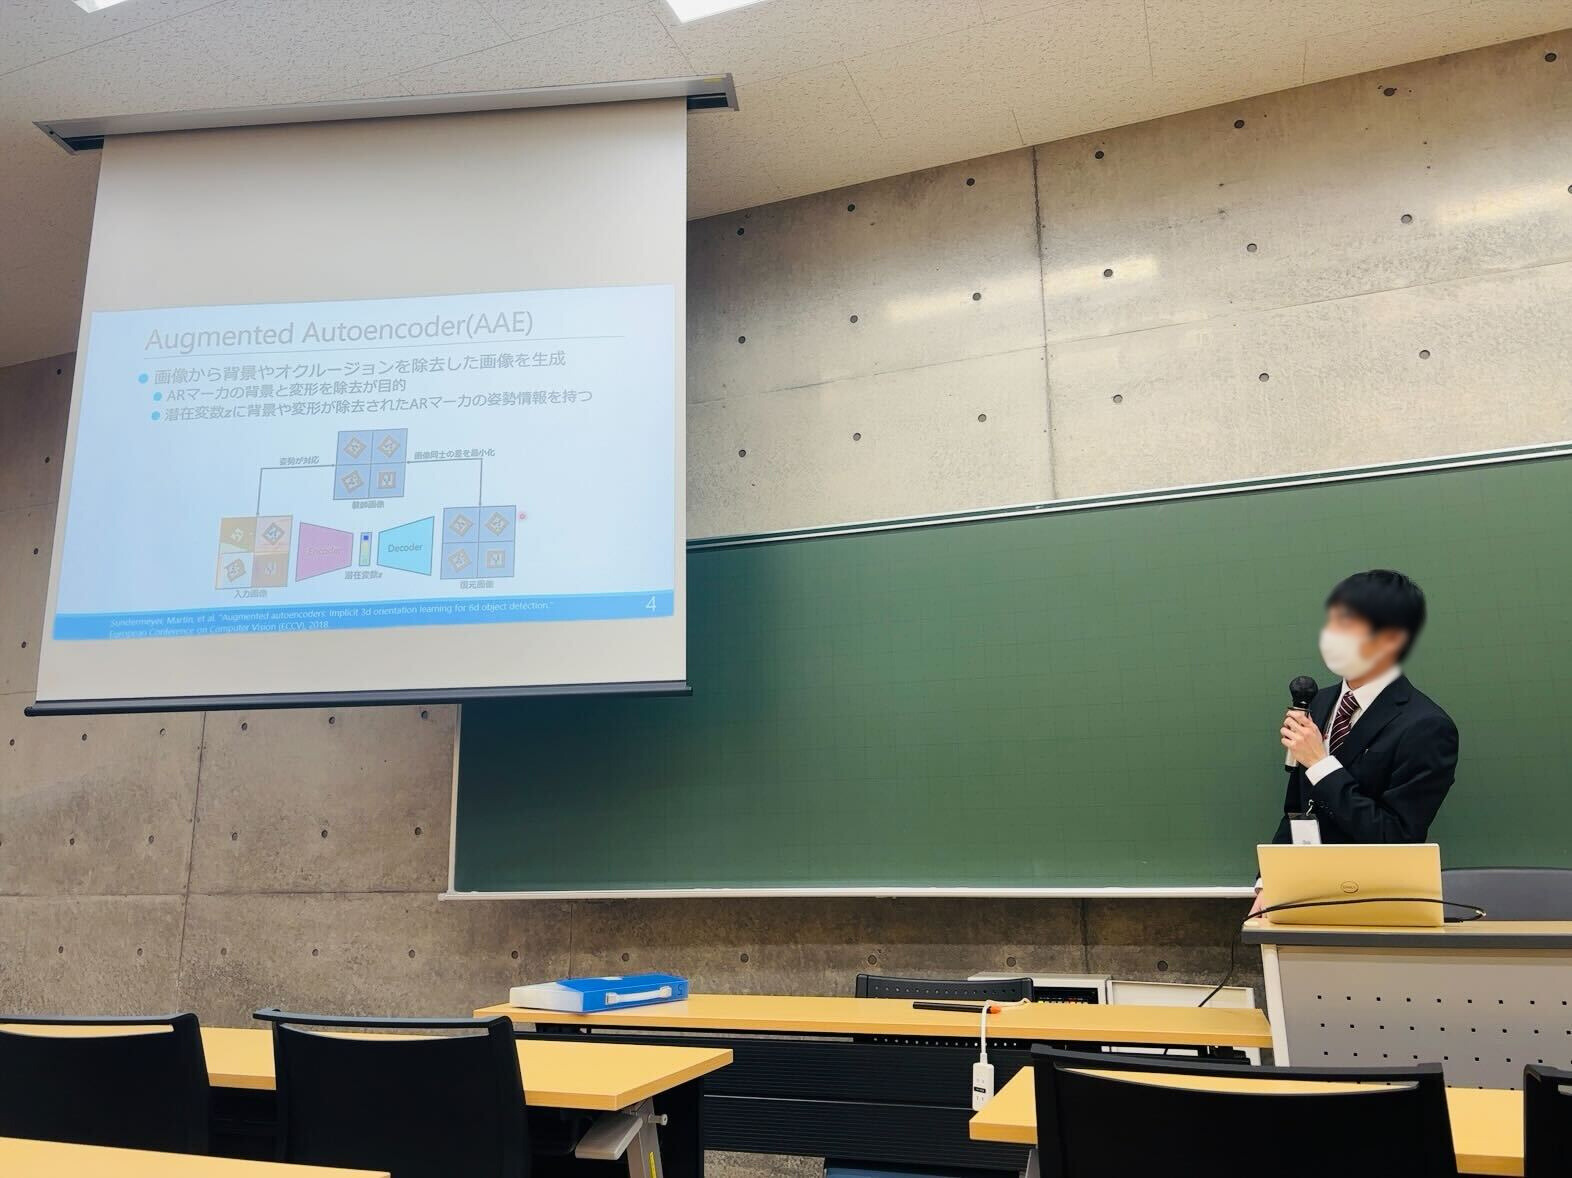 Augmented Autoencoder(AAE)
画像から背景やオクルージョンを除去した画像を生成
ARマーカの背景と変形を除去が目的
潜在変数zに背景や変形が除去されたARマーカの姿勢情報を持つ
姿勢が対応
画像同士の差を最小化
教師画像
Encoder
Decoder
潜在変数z
入力画像
復元画像
Sundermeyer, Martin, et al. "Augmented autoencoders: Implicit 3d orientation learning for 6d object detection."
European Conference on Computer Vision (ECCV), 2018.
4
DELL